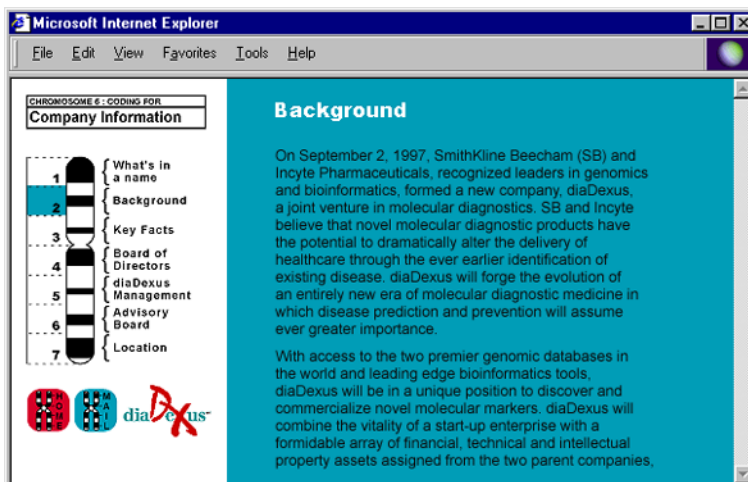 Microsoft Internet Explorer
File Edit View Favorites Tools Help
CHROMOSOME 6 : CODING FOR
Company Information
1 What's in
a name
2 Background
3 Key Facts
4 Board of
Directors
5 diaDexus
Management
6 Advisory
Board
7 Location
HOME
MAIL
diaDexus
Background
On September 2, 1997, SmithKline Beecham (SB) and
Incyte Pharmaceuticals, recognized leaders in genomics
and bioinformatics, formed a new company, diaDexus,
a joint venture in molecular diagnostics. SB and Incyte
believe that novel molecular diagnostic products have
the potential to dramatically alter the delivery of
healthcare through the ever earlier identification of
existing disease. diaDexus will forge the evolution of
an entirely new era of molecular diagnostic medicine in
which disease prediction and prevention will assume
ever greater importance.
With access to the two premier genomic databases in
the world and leading edge bioinformatics tools,
diaDexus will be in a unique position to discover and
commercialize novel molecular markers. diaDexus will
combine the vitality of a start-up enterprise with a
formidable array of financial, technical and intellectual
property assets assigned from the two parent companies,